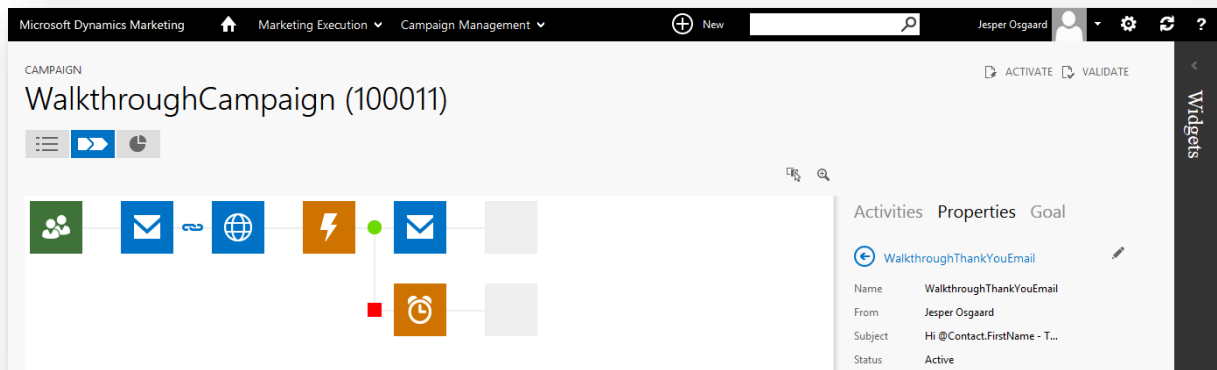 Microsoft Dynamics Marketing Marketing Execution Campaign Management New Jesper Osgaard ?
CAMPAIGN
ACTIVATE VALIDATE
WalkthroughCampaign (100011)
Widgets
Activities Properties Goal
WalkthroughThankYouEmail
Name WalkthroughThankYouEmail
From Jesper Osgaard
Subject Hi @Contact.FirstName - T...
Status Active